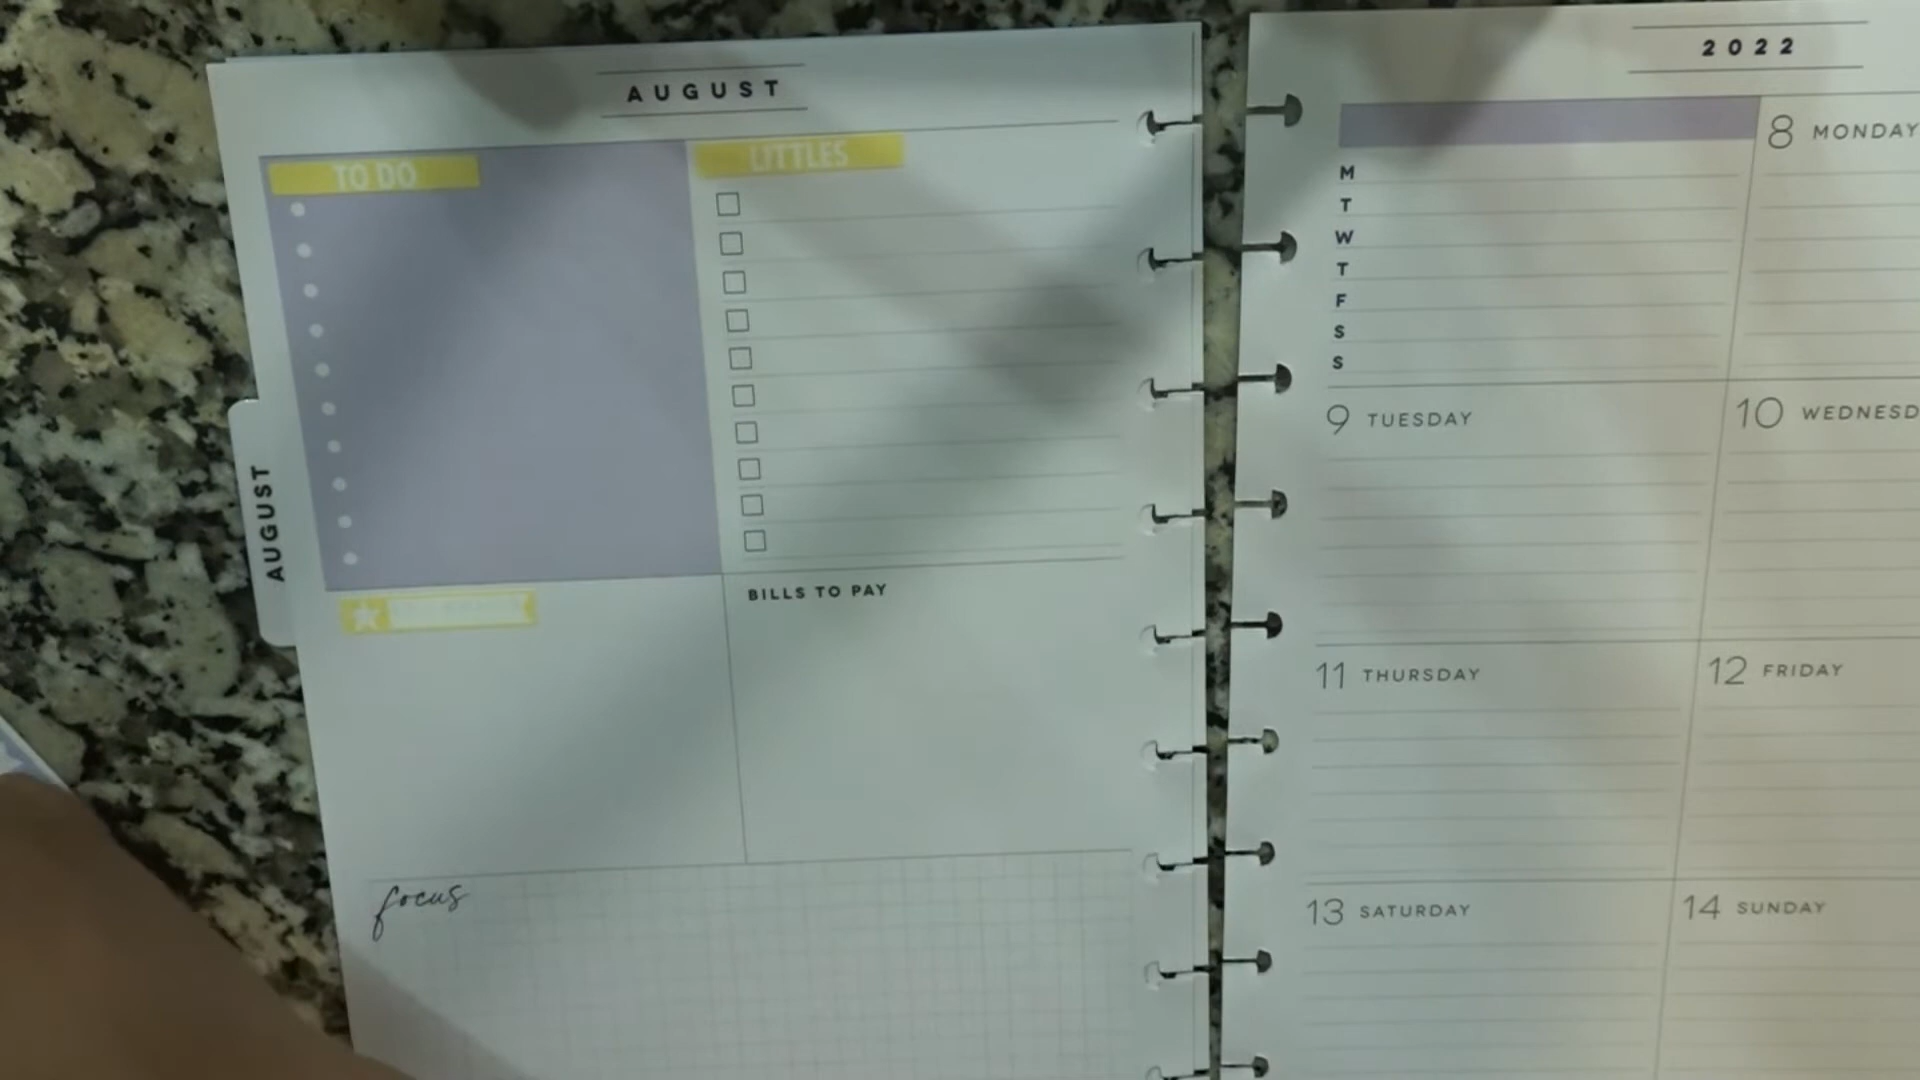 AUGUST
TO DO
LITTLES
BILLS TO PAY
focus
AUGUST
2022
M
T
W
T
F
S
S
8 MONDAY
9 TUESDAY
10 WEDNESD
11 THURSDAY
12 FRIDAY
13 SATURDAY
14 SUNDAY